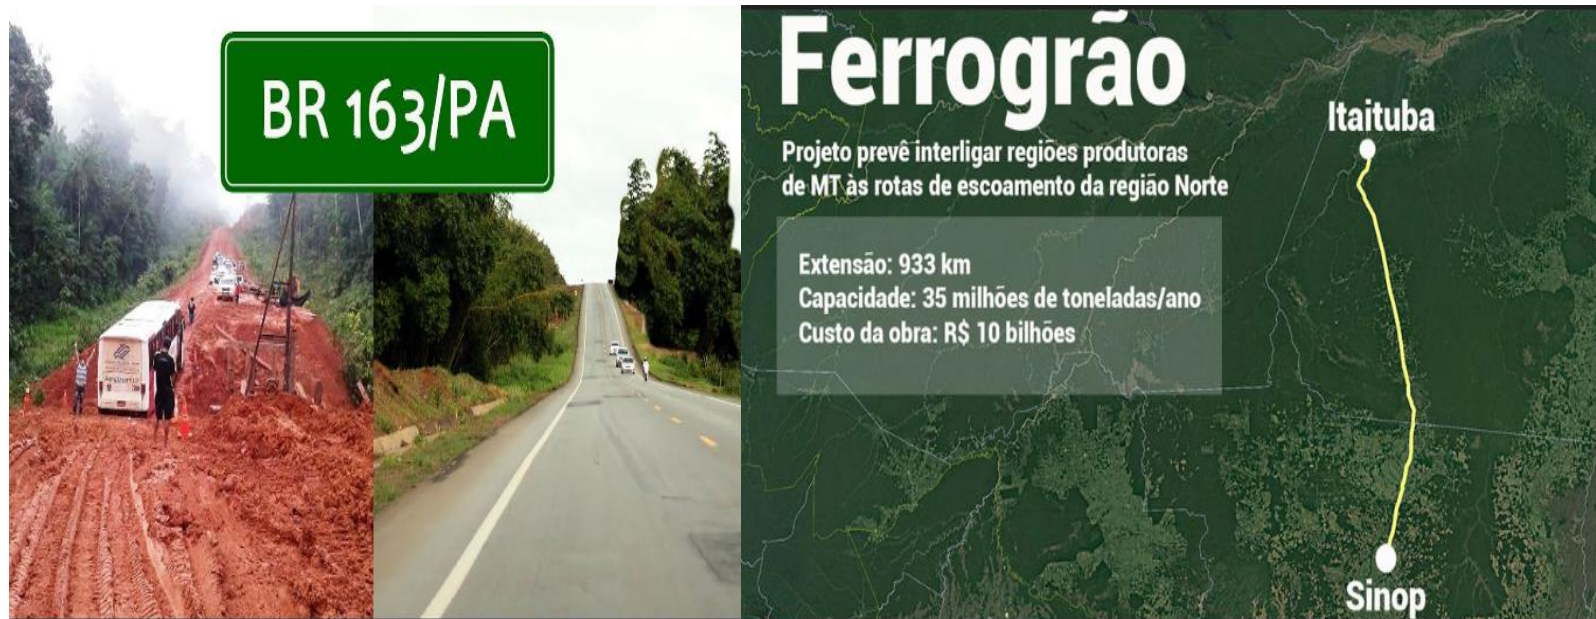 BR 163/PA
Ferrogrão
Projeto prevê interligar regiões produtoras
de MT às rotas de escoamento da região Norte
Extensão: 933 km
Capacidade: 35 milhões de toneladas/ano
Custo da obra: R$ 10 bilhões
Itaituba
Sinop